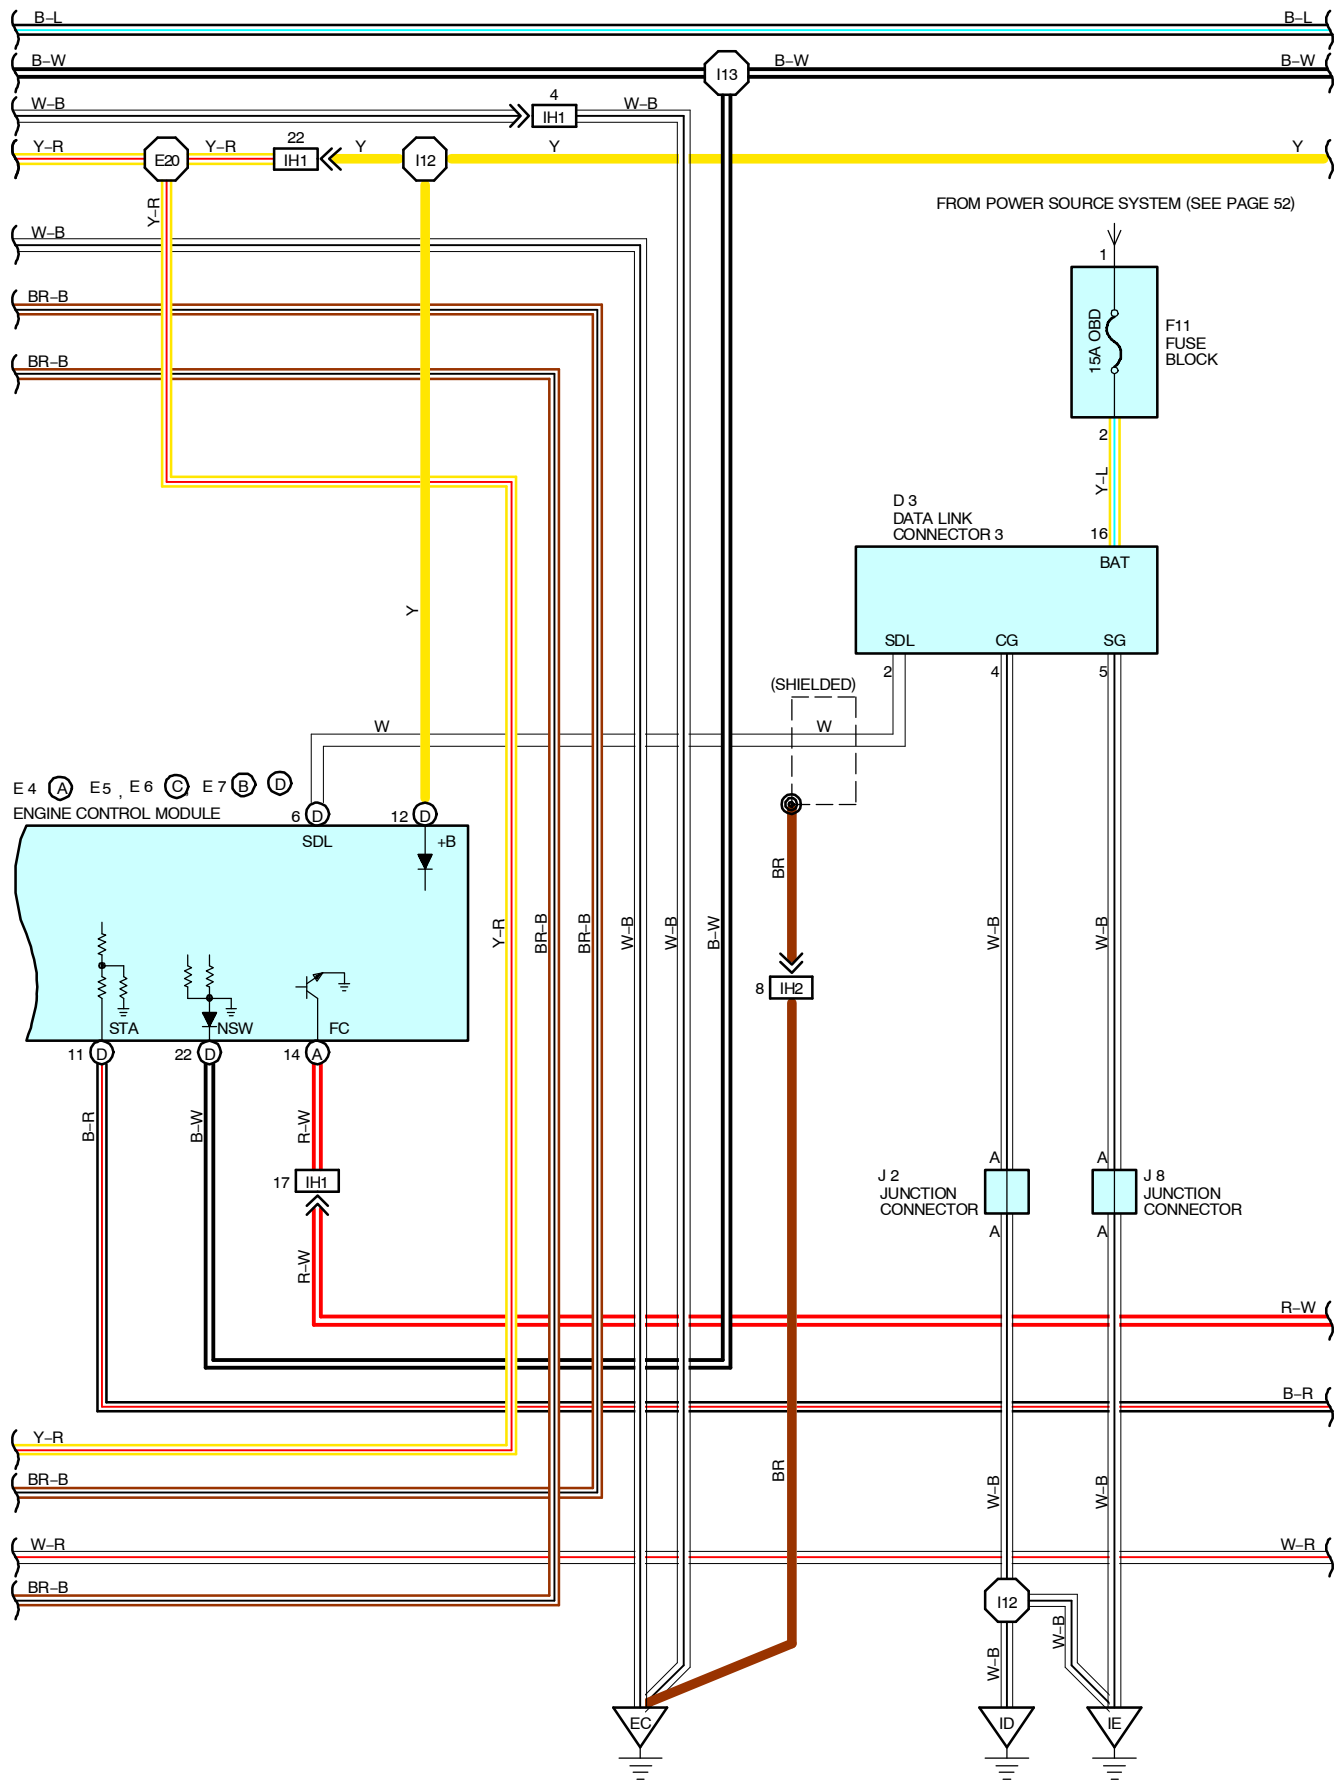 B–L B–L
B–W B–W B–W
I13
W–B 4 W–B
IH1
Y–R Y–R 22 Y Y Y
E20 IH1 I12
Y–R
FROM POWER SOURCE SYSTEM (SEE PAGE 52)
W–B
1
BR–B
15A OBD
F11
FUSE
BLOCK
BR–B
2
Y–L
D 3
DATA LINK
CONNECTOR 3
16
BAT
Y
SDL CG SG
2 4 5
(SHIELDED)
W W
E 4 A E 5 , E 6 C , E 7 B D
ENGINE CONTROL MODULE
6 D 12 D
SDL +B
BR
Y–R BR–B BR–B W–B W–B B–W W–B W–B
8 IH2
STA NSW FC
11 D 22 D 14 A
B–R B–W R–W
A A
17 IH1
J 2
JUNCTION
CONNECTOR
J 8
JUNCTION
CONNECTOR
A A
R–W
R–W
B–R
Y–R
BR–B
BR W–B W–B
W–R W–R
BR–B
I12
W–B W–B
EC ID IE